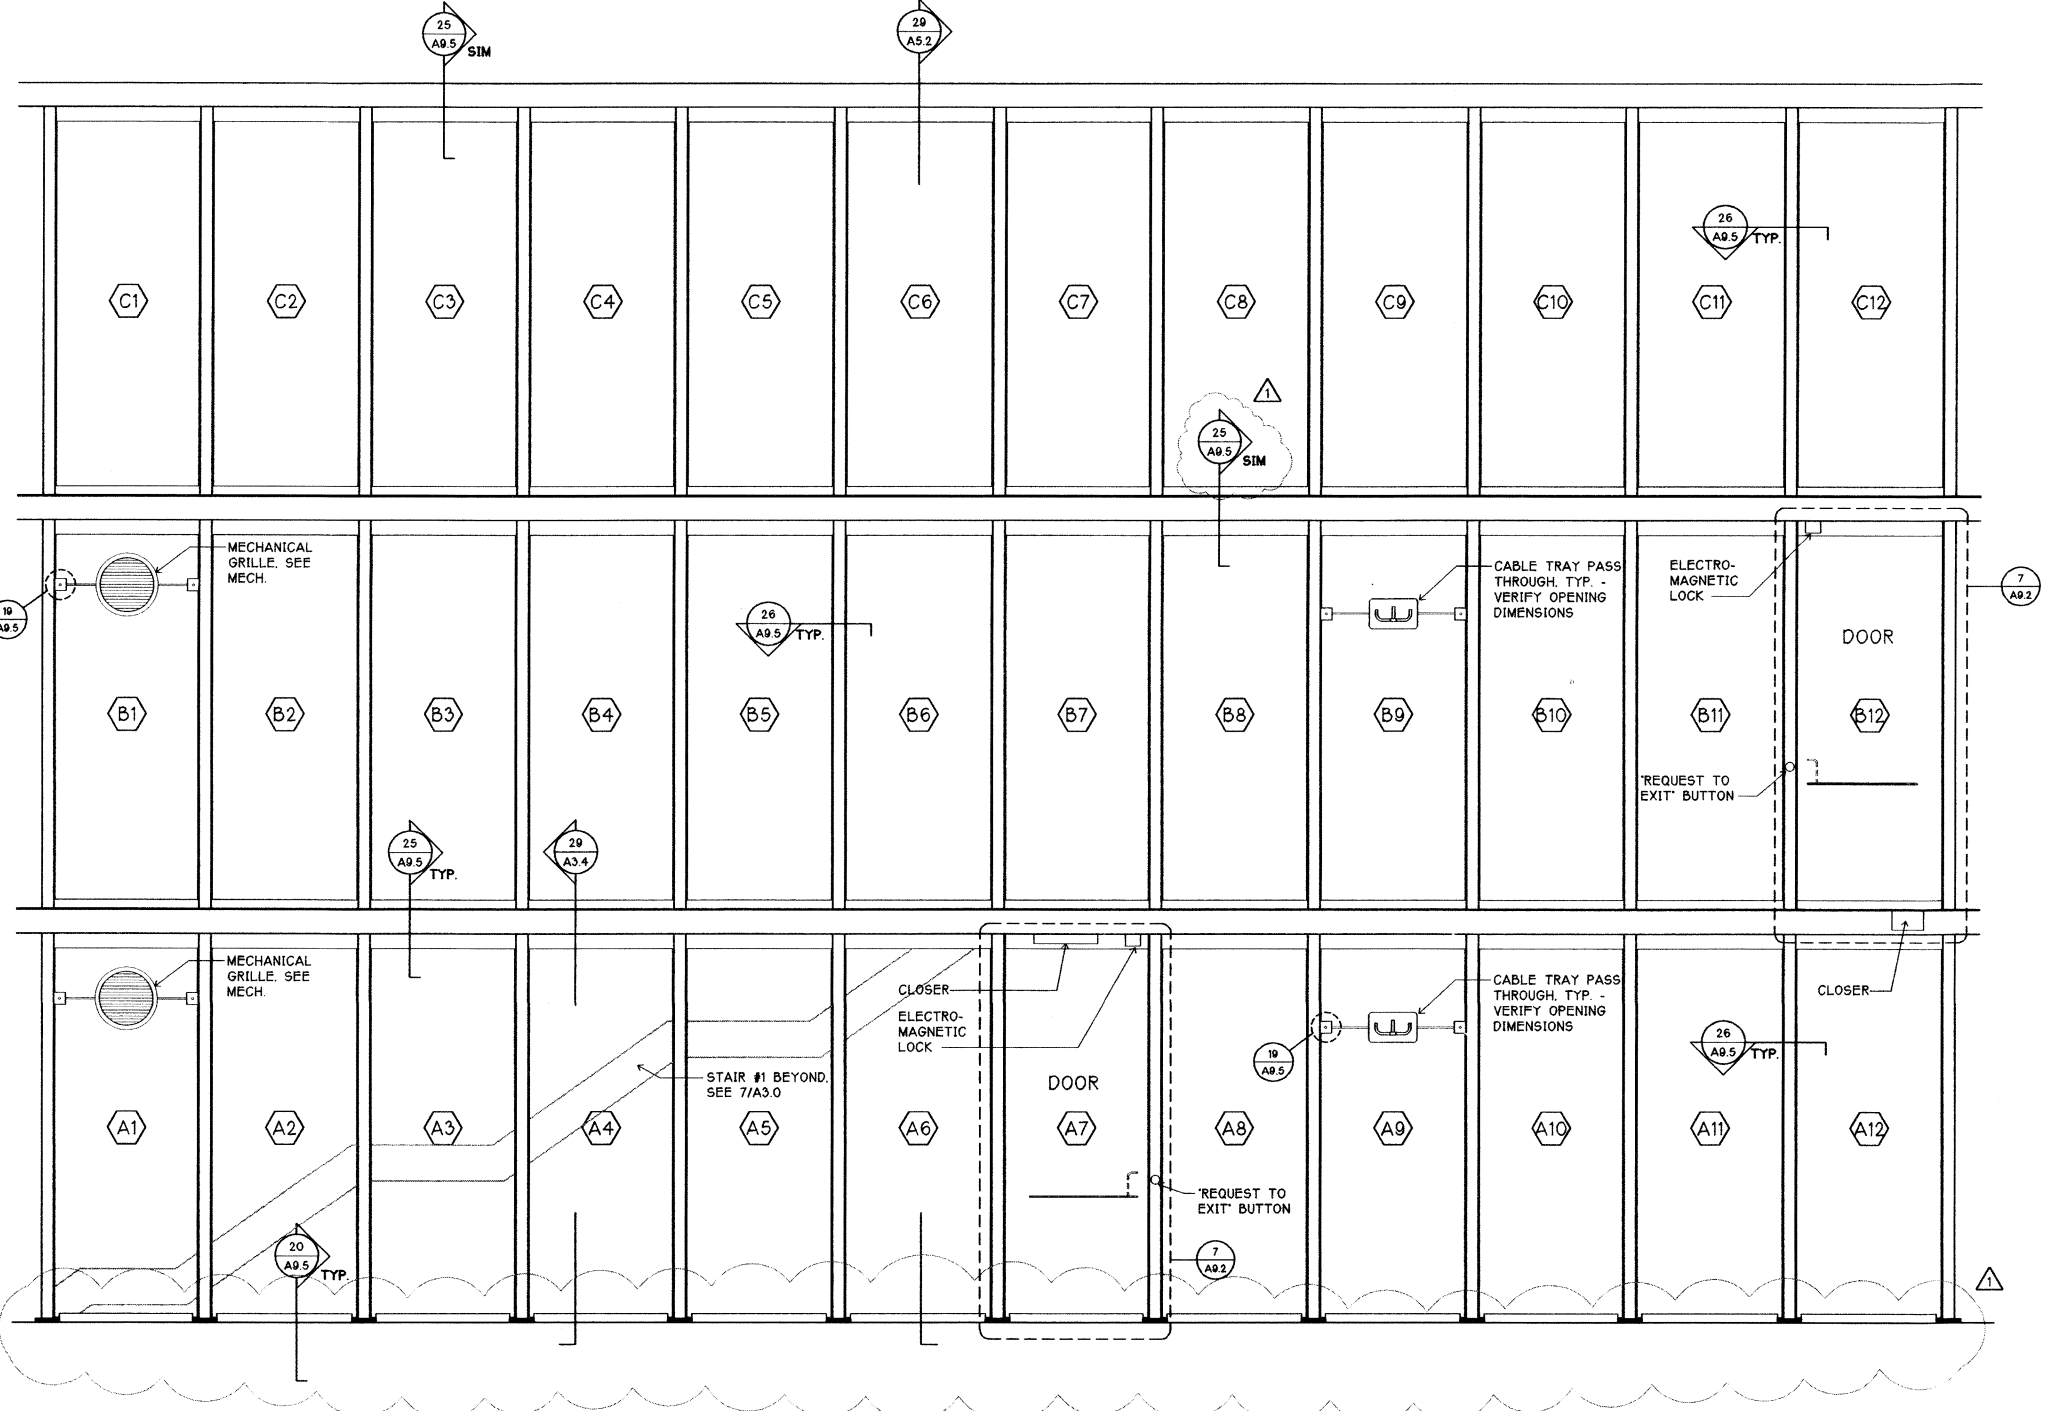 25
A9.5
SIM
29
A5.2
26
A9.5
TYP.
C1
C2
C3
C4
C5
C6
C7
C8
C9
C10
C11
C12
1
25
A9.5
SIM
MECHANICAL
GRILLE, SEE
MECH.
19
A9.5
26
A9.5
TYP.
CABLE TRAY PASS
THROUGH, TYP. -
VERIFY OPENING
DIMENSIONS
ELECTRO-
MAGNETIC
LOCK
7
A9.2
DOOR
B1
B2
B3
B4
B5
B6
B7
B8
B9
B10
B11
B12
"REQUEST TO
EXIT" BUTTON
25
A9.5
TYP.
29
A3.4
MECHANICAL
GRILLE, SEE
MECH.
CLOSER
ELECTRO-
MAGNETIC
LOCK
CABLE TRAY PASS
THROUGH, TYP. -
VERIFY OPENING
DIMENSIONS
CLOSER
19
A9.5
26
A9.5
TYP.
STAIR #1 BEYOND,
SEE 7/A3.0
DOOR
A1
A2
A3
A4
A5
A6
A7
A8
A9
A10
A11
A12
"REQUEST TO
EXIT" BUTTON
20
A9.5
TYP.
7
A9.2
1